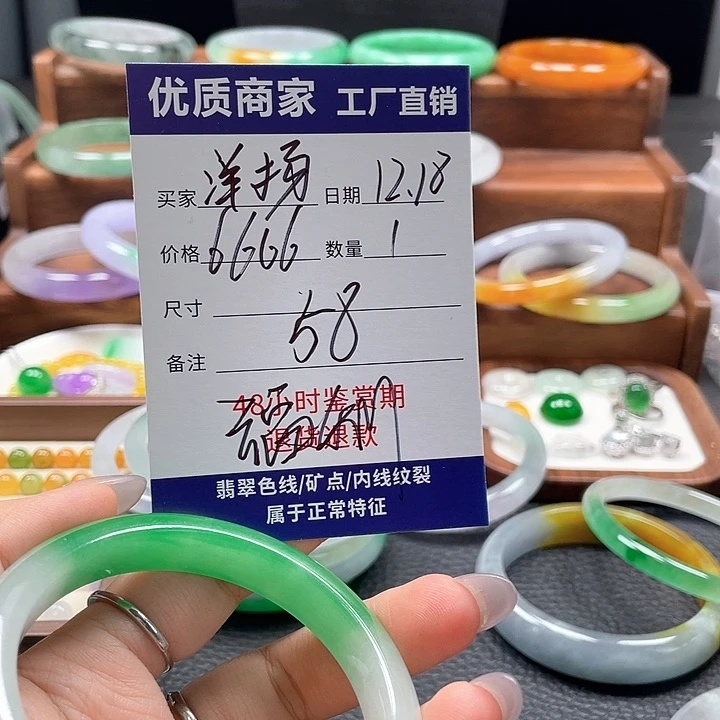 优质商家 工厂直销
买家 洋扬 日期 12.18
价格 6666 数量 1
尺寸 58
备注
48小时鉴赏期
退货退款
翡翠色线/矿点/内线纹裂
属于正常特征